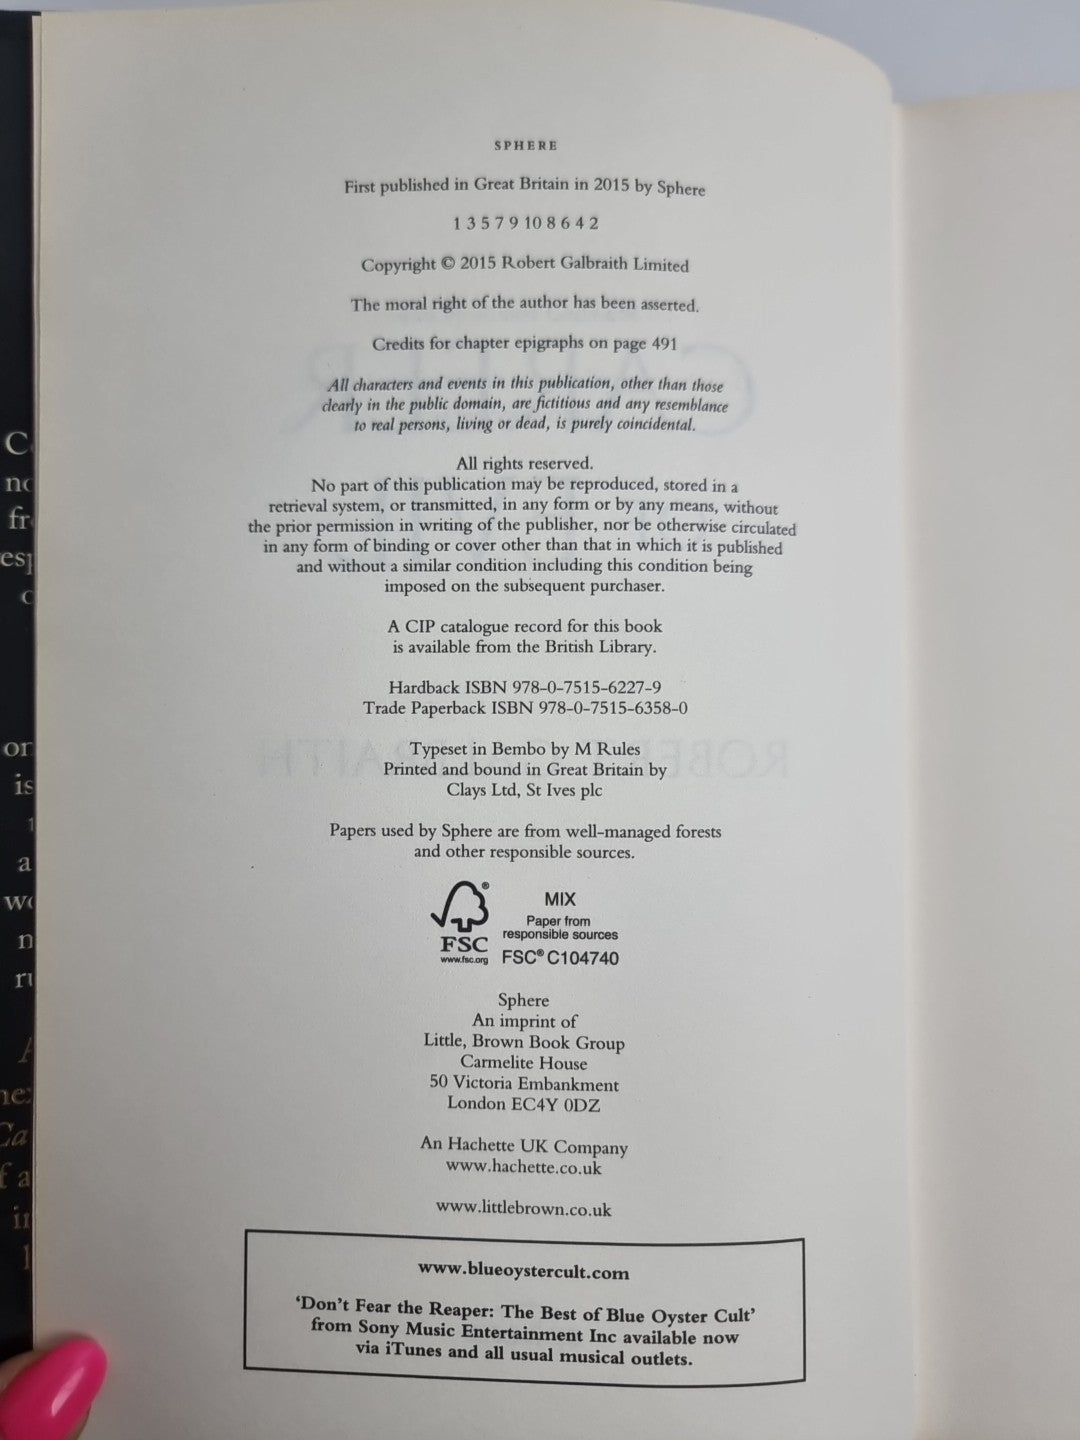 SPHERE
First published in Great Britain in 2015 by Sphere
1 3 5 7 9 10 8 6 4 2
Copyright © 2015 Robert Galbraith Limited
The moral right of the author has been asserted.
Credits for chapter epigraphs on page 491
All characters and events in this publication, other than those
clearly in the public domain, are fictitious and any resemblance
to real persons, living or dead, is purely coincidental.
All rights reserved.
No part of this publication may be reproduced, stored in a
retrieval system, or transmitted, in any form or by any means, without
the prior permission in writing of the publisher, nor be otherwise circulated
in any form of binding or cover other than that in which it is published
and without a similar condition including this condition being
imposed on the subsequent purchaser.
A CIP catalogue record for this book
is available from the British Library.
Hardback ISBN 978-0-7515-6227-9
Trade Paperback ISBN 978-0-7515-6358-0
Typeset in Bembo by M Rules
Printed and bound in Great Britain by
Clays Ltd, St Ives plc
Papers used by Sphere are from well-managed forests
and other responsible sources.
FSC®
www.fsc.org
MIX
Paper from
responsible sources
FSC® C104740
Sphere
An imprint of
Little, Brown Book Group
Carmelite House
50 Victoria Embankment
London EC4Y 0DZ
An Hachette UK Company
www.hachette.co.uk
www.littlebrown.co.uk
www.blueoystercult.com
‘Don’t Fear the Reaper: The Best of Blue Oyster Cult’
from Sony Music Entertainment Inc available now
via iTunes and all usual musical outlets.